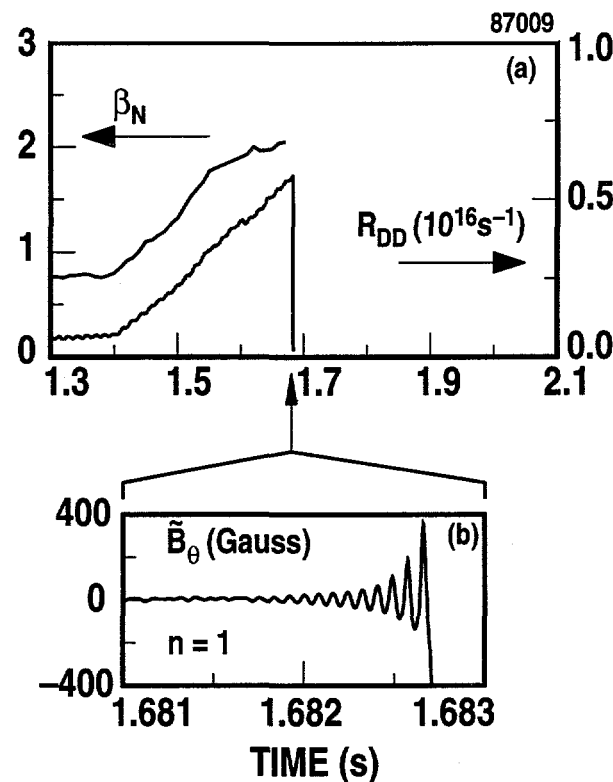 87009
3
1.0
(a)
β_N
2
0.5
R_DD (10^16 s^−1)
1
0
0.0
1.3
1.5
1.7
1.9
2.1
400
B̃_θ (Gauss)
(b)
0
n = 1
−400
1.681
1.682
1.683
TIME (s)